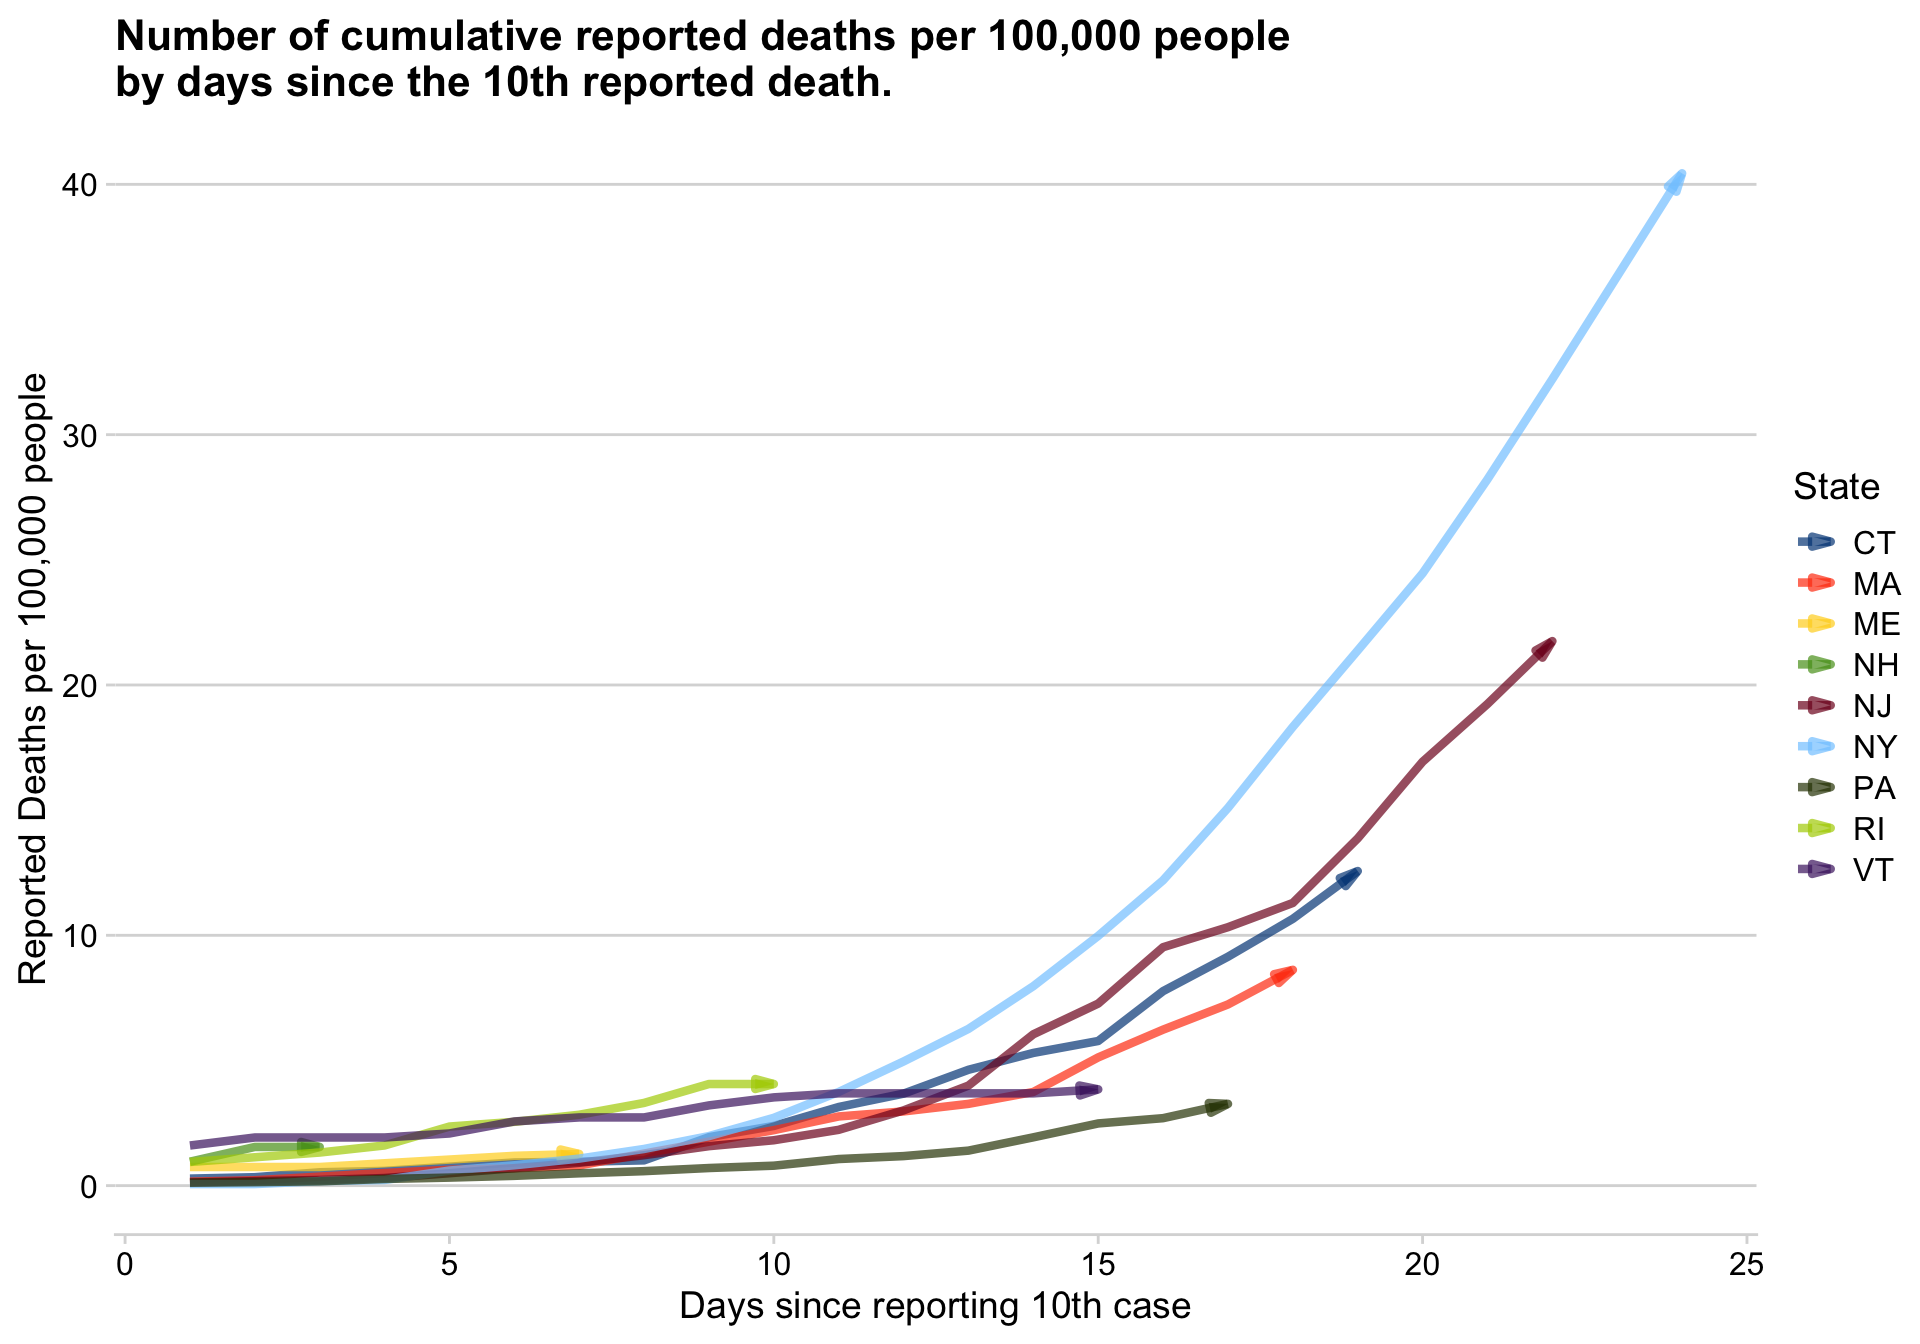 Number of cumulative reported deaths per 100,000 people
by days since the 10th reported death.
Reported Deaths per 100,000 people
40
30
20
10
0
0
5
10
15
20
25
Days since reporting 10th case
State
CT
MA
ME
NH
NJ
NY
PA
RI
VT